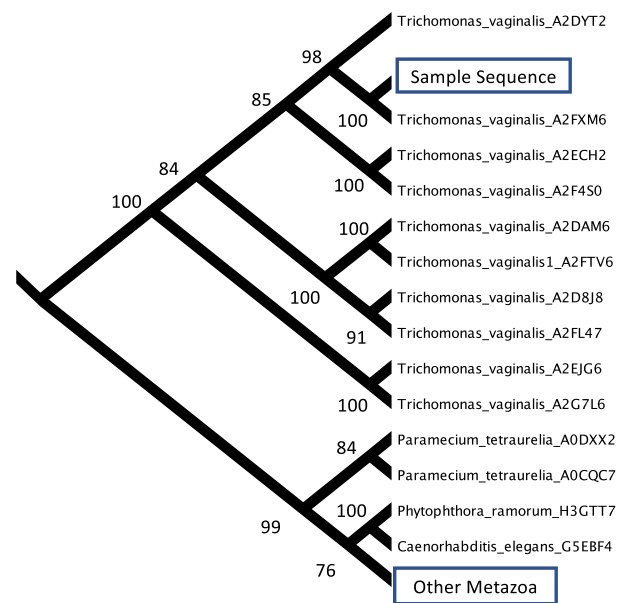 Trichomonas_vaginalis_A2DYT2
98
Sample Sequence
85
100
Trichomonas_vaginalis_A2FXM6
Trichomonas_vaginalis_A2ECH2
84
100
Trichomonas_vaginalis_A2F4S0
100
100
Trichomonas_vaginalis_A2DAM6
Trichomonas_vaginalis1_A2FTV6
100
Trichomonas_vaginalis_A2D8J8
91
Trichomonas_vaginalis_A2FL47
Trichomonas_vaginalis_A2EJG6
100
Trichomonas_vaginalis_A2G7L6
84
Paramecium_tetraurelia_A0DXX2
Paramecium_tetraurelia_A0CQC7
100
Phytophthora_ramorum_H3GTT7
99
Caenorhabditis_elegans_G5EBF4
76
Other Metazoa